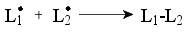 L₁• + L₂• ⟶ L₁-L₂